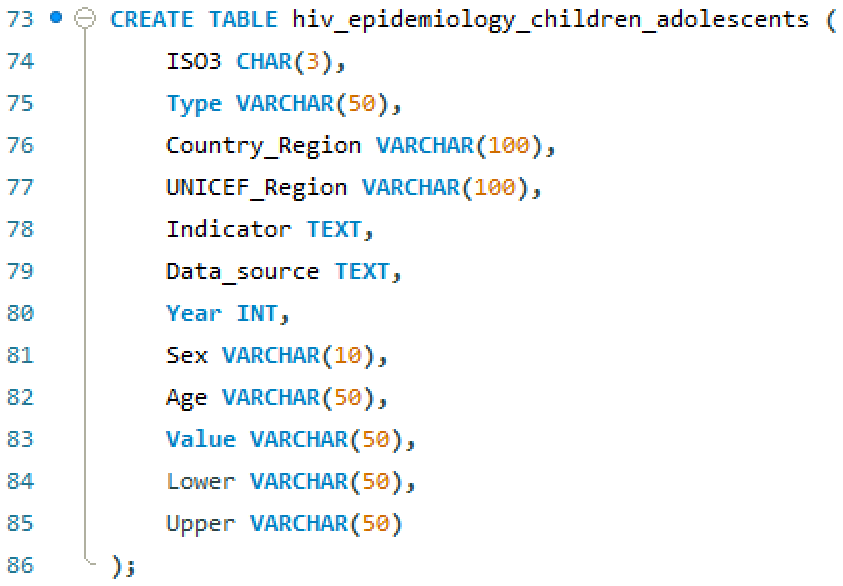 73 CREATE TABLE hiv_epidemiology_children_adolescents (
74 ISO3 CHAR(3),
75 Type VARCHAR(50),
76 Country_Region VARCHAR(100),
77 UNICEF_Region VARCHAR(100),
78 Indicator TEXT,
79 Data_source TEXT,
80 Year INT,
81 Sex VARCHAR(10),
82 Age VARCHAR(50),
83 Value VARCHAR(50),
84 Lower VARCHAR(50),
85 Upper VARCHAR(50)
86 );